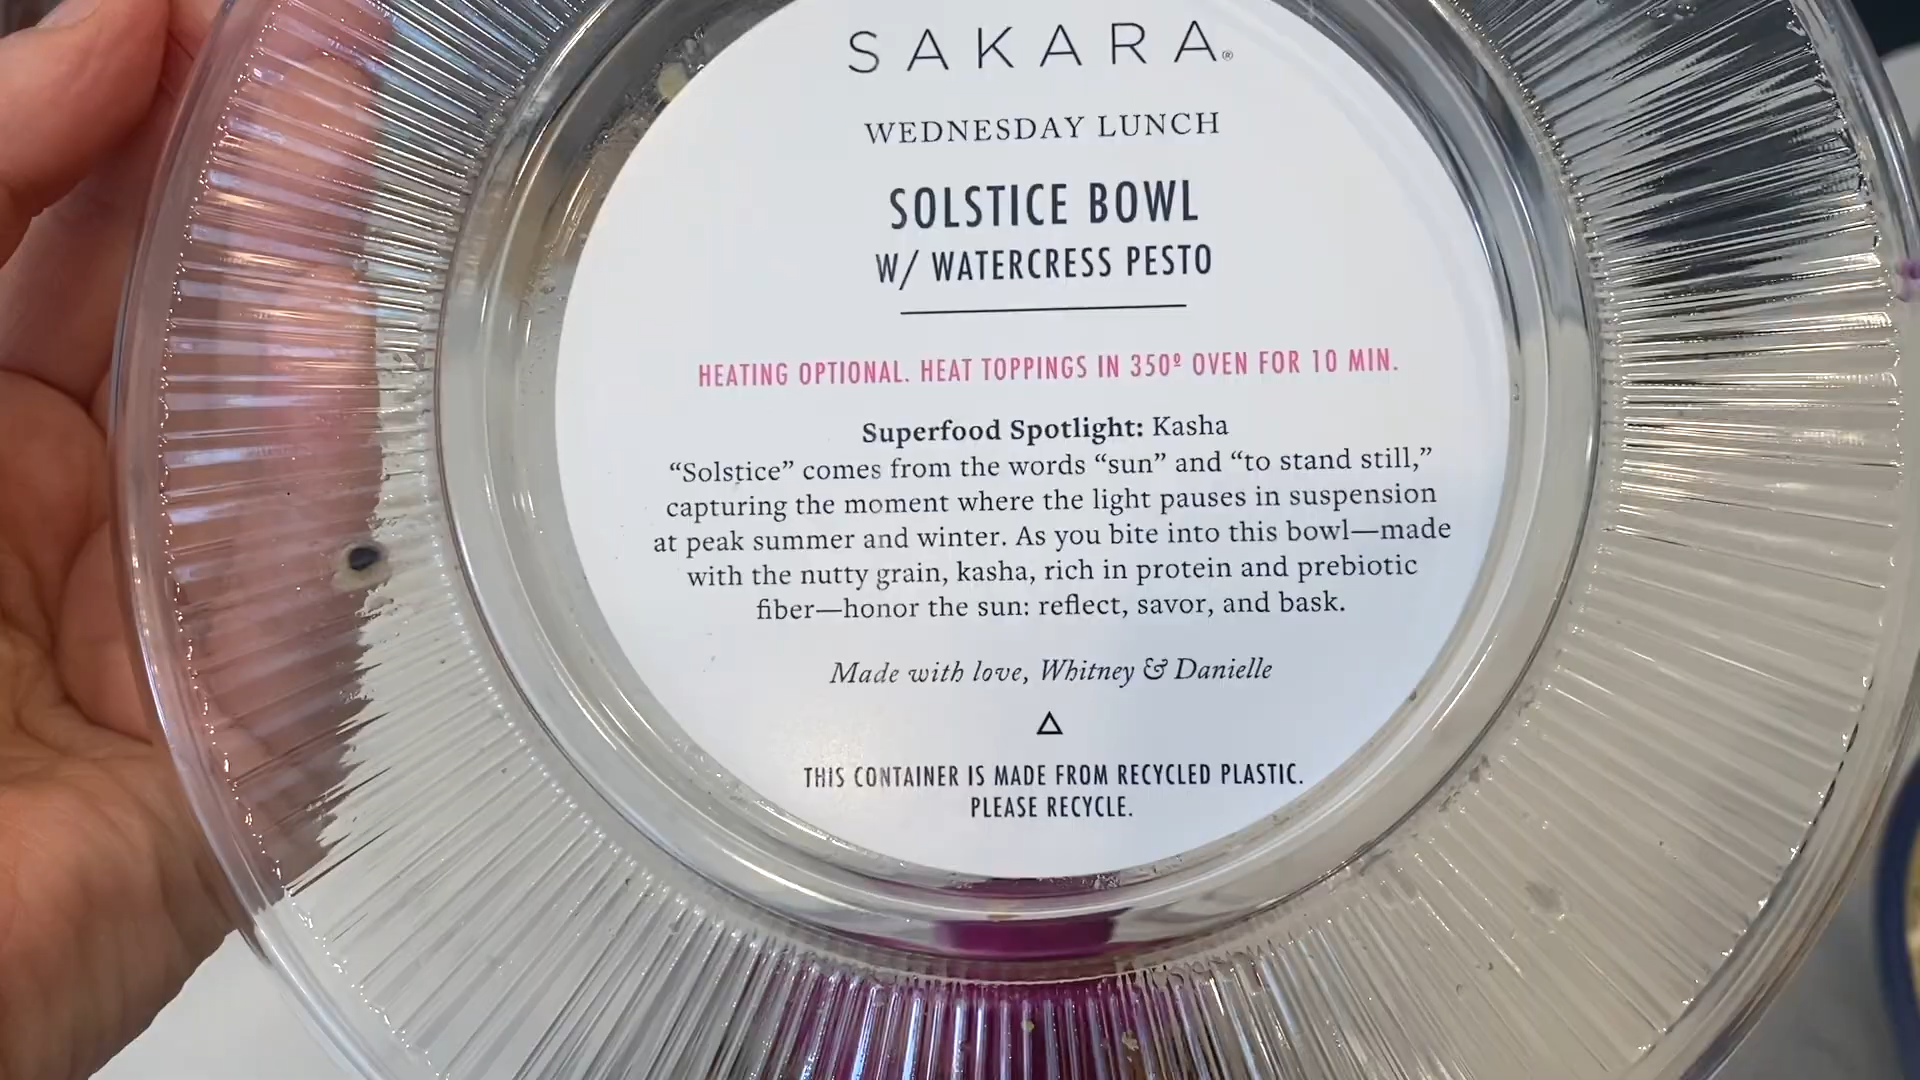 SAKARA®
WEDNESDAY LUNCH
SOLSTICE BOWL
W/ WATERCRESS PESTO
HEATING OPTIONAL. HEAT TOPPINGS IN 350º OVEN FOR 10 MIN.
Superfood Spotlight: Kasha
“Solstice” comes from the words “sun” and “to stand still,”
capturing the moment where the light pauses in suspension
at peak summer and winter. As you bite into this bowl—made
with the nutty grain, kasha, rich in protein and prebiotic
fiber—honor the sun: reflect, savor, and bask.
Made with love, Whitney & Danielle
THIS CONTAINER IS MADE FROM RECYCLED PLASTIC.
PLEASE RECYCLE.